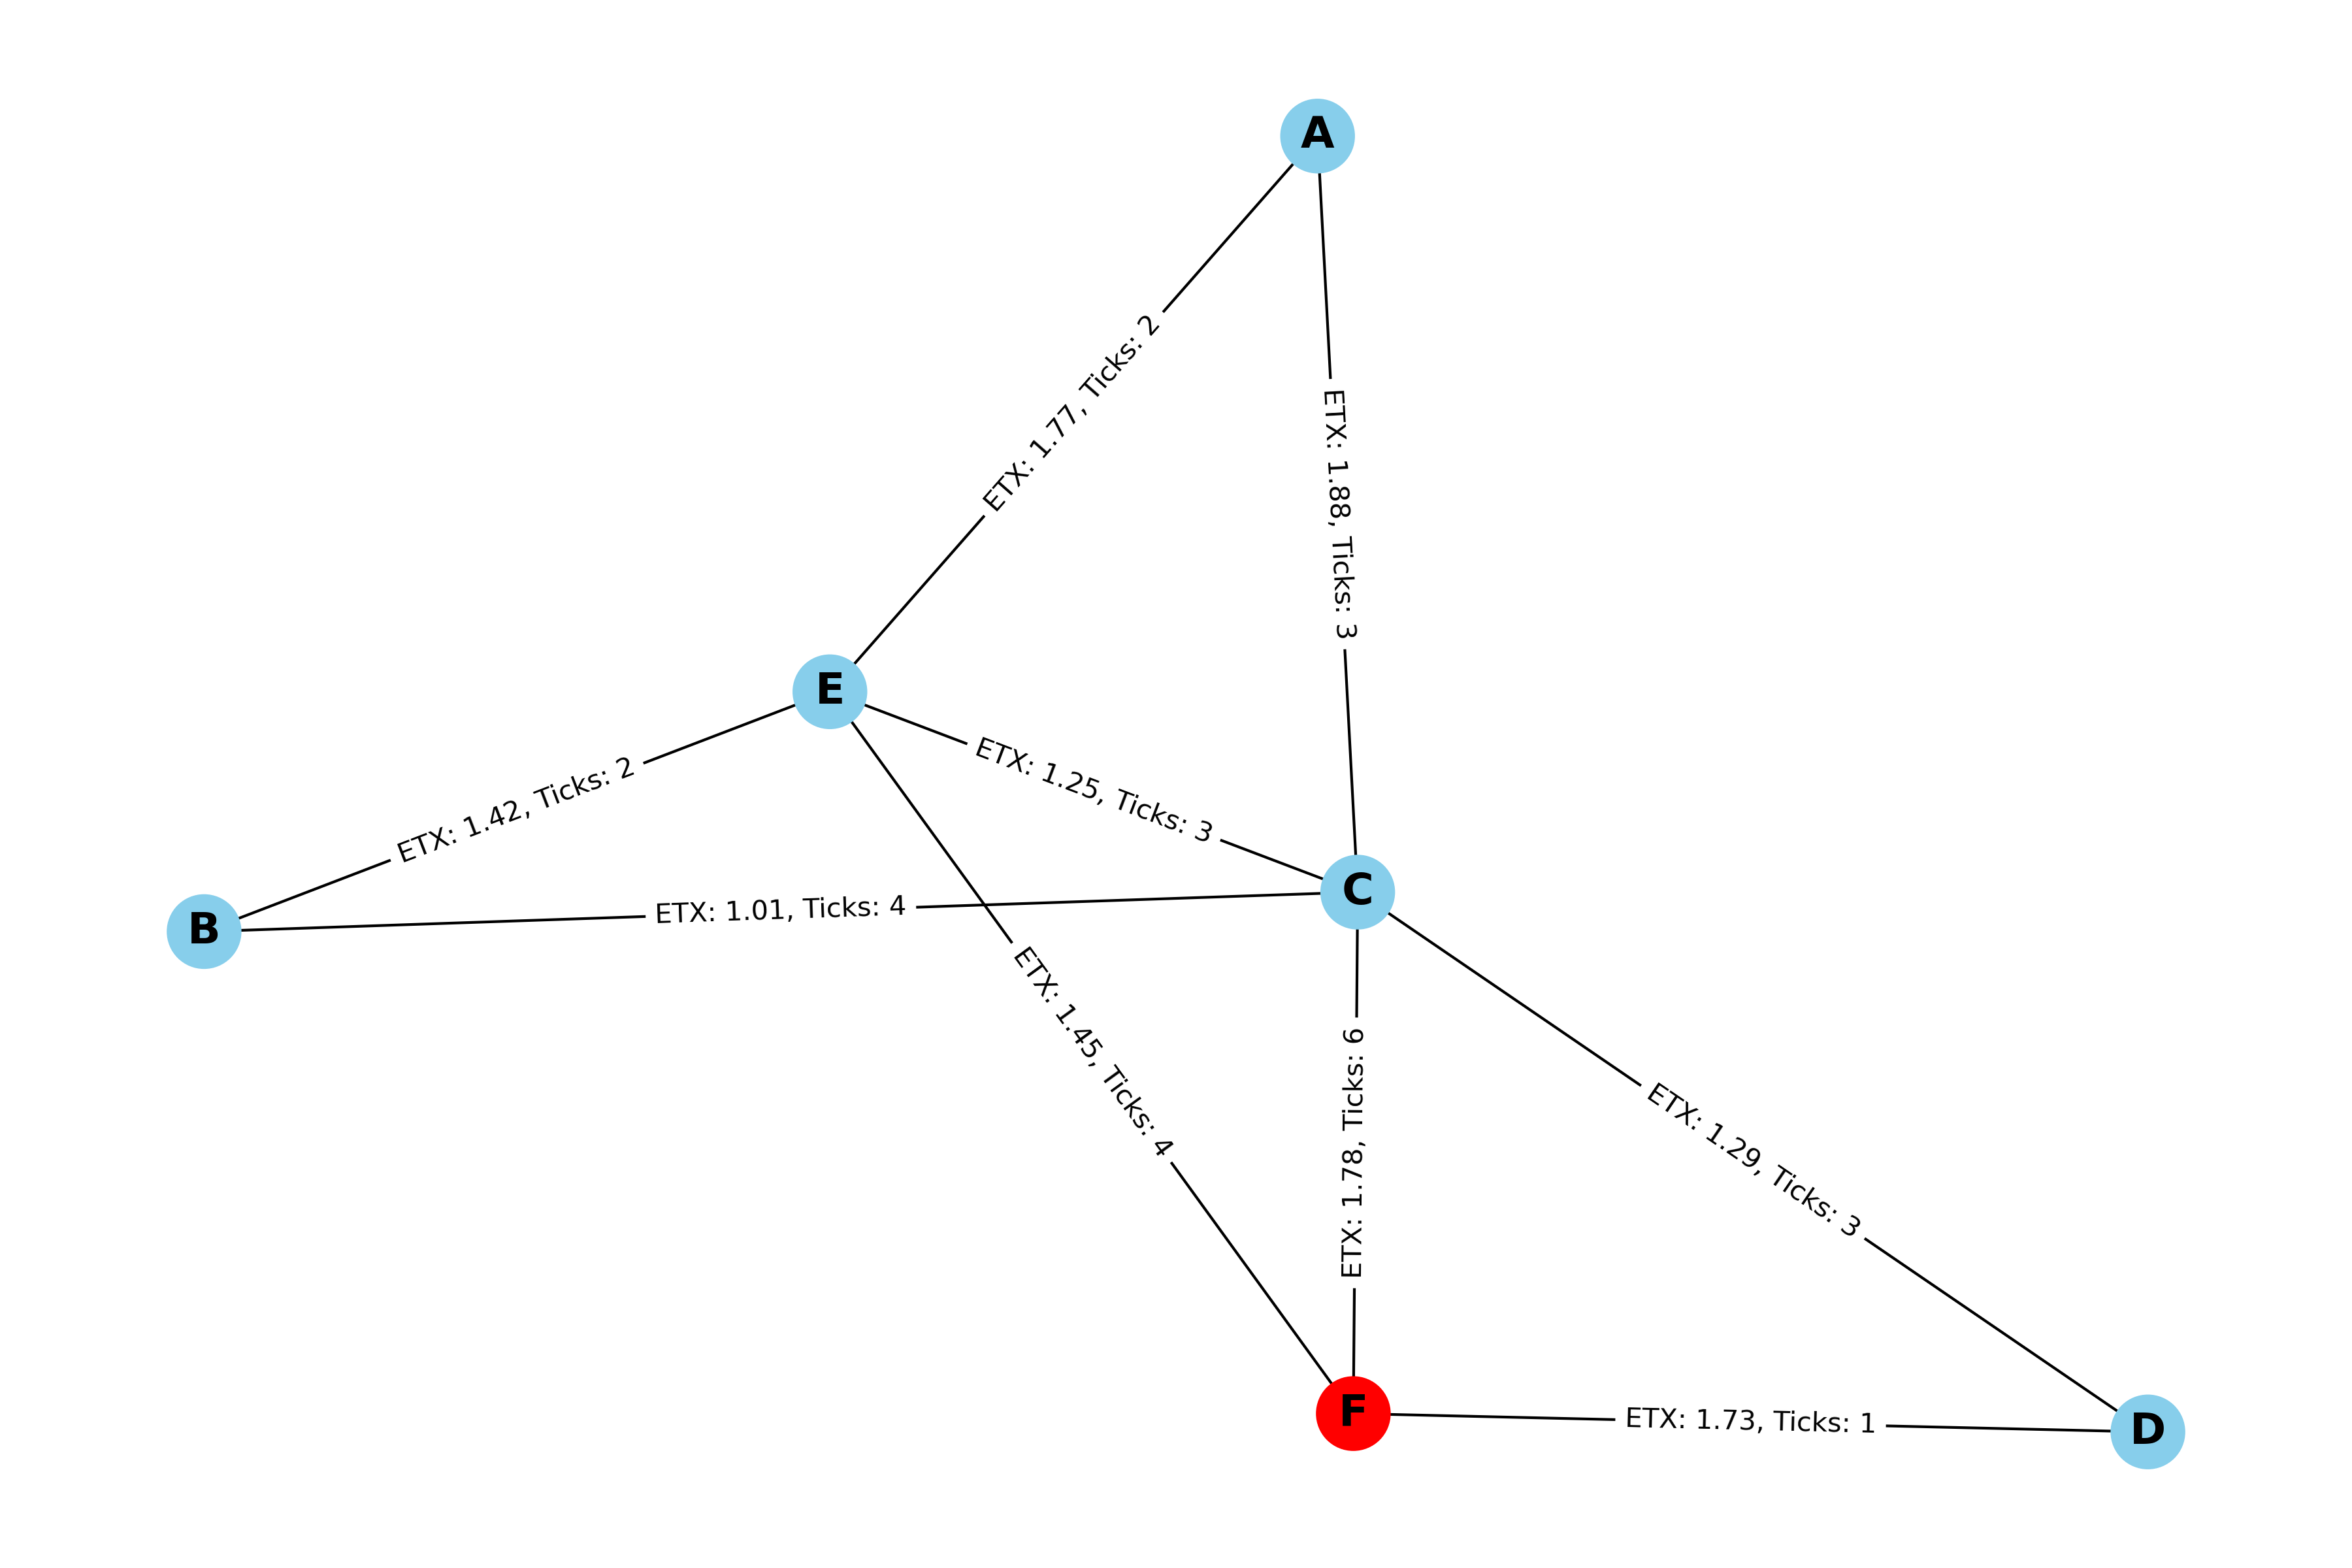 A
ETX: 1.77, Ticks: 2
ETX: 1.88, Ticks: 3
E
ETX: 1.42, Ticks: 2
ETX: 1.25, Ticks: 3
C
B
ETX: 1.01, Ticks: 4
ETX: 1.45, Ticks: 4
ETX: 1.78, Ticks: 6
ETX: 1.29, Ticks: 3
F
ETX: 1.73, Ticks: 1
D